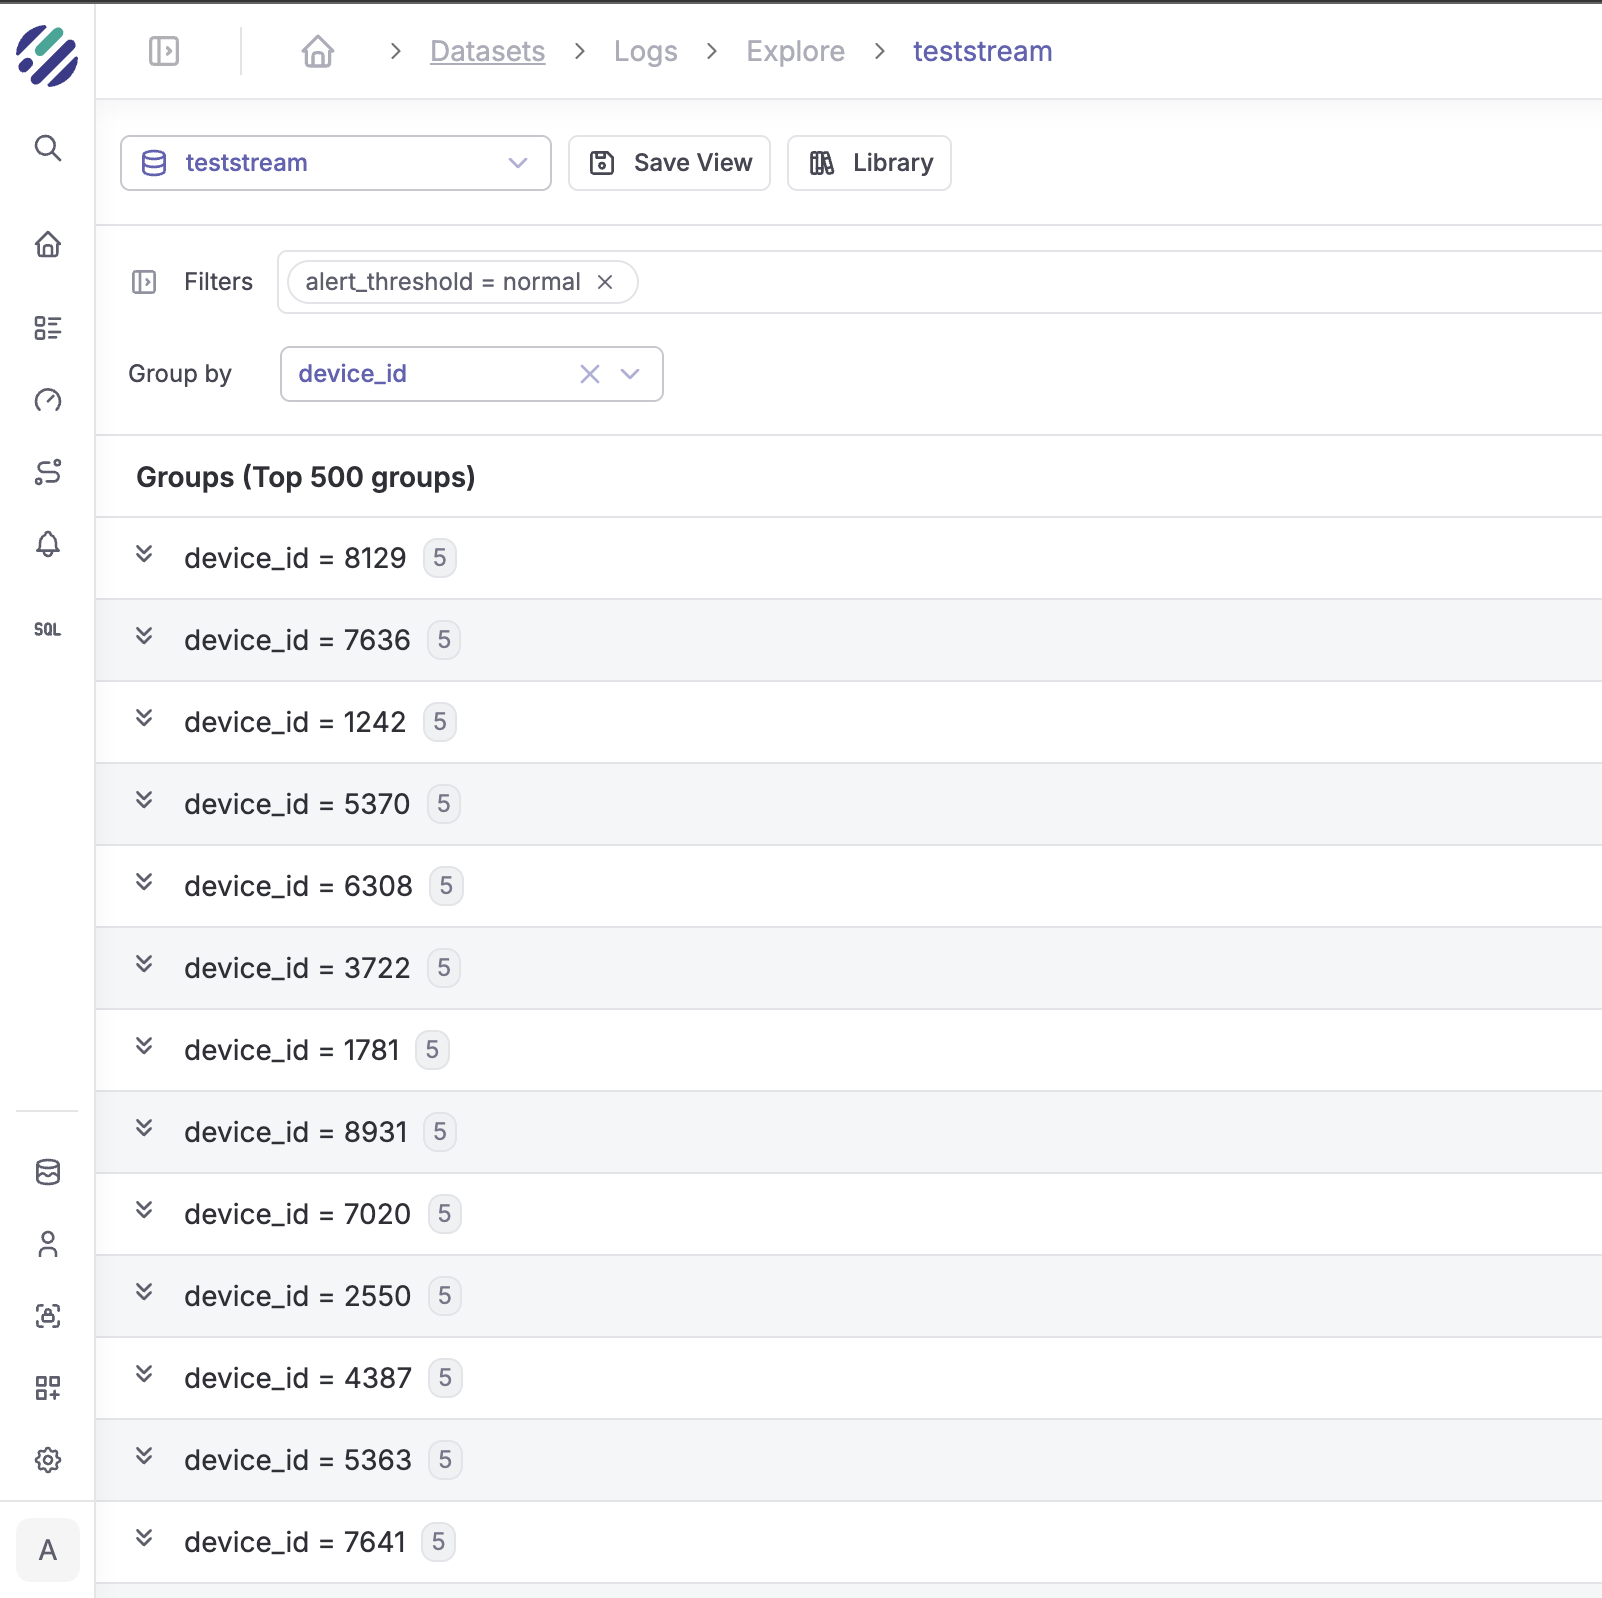 Datasets > Logs > Explore > teststream
teststream Save View Library
Filters alert_threshold = normal
Group by device_id
Groups (Top 500 groups)
device_id = 8129 5
device_id = 7636 5
SQL
device_id = 1242 5
device_id = 5370 5
device_id = 6308 5
device_id = 3722 5
device_id = 1781 5
device_id = 8931 5
device_id = 7020 5
device_id = 2550 5
device_id = 4387 5
device_id = 5363 5
device_id = 7641 5
A